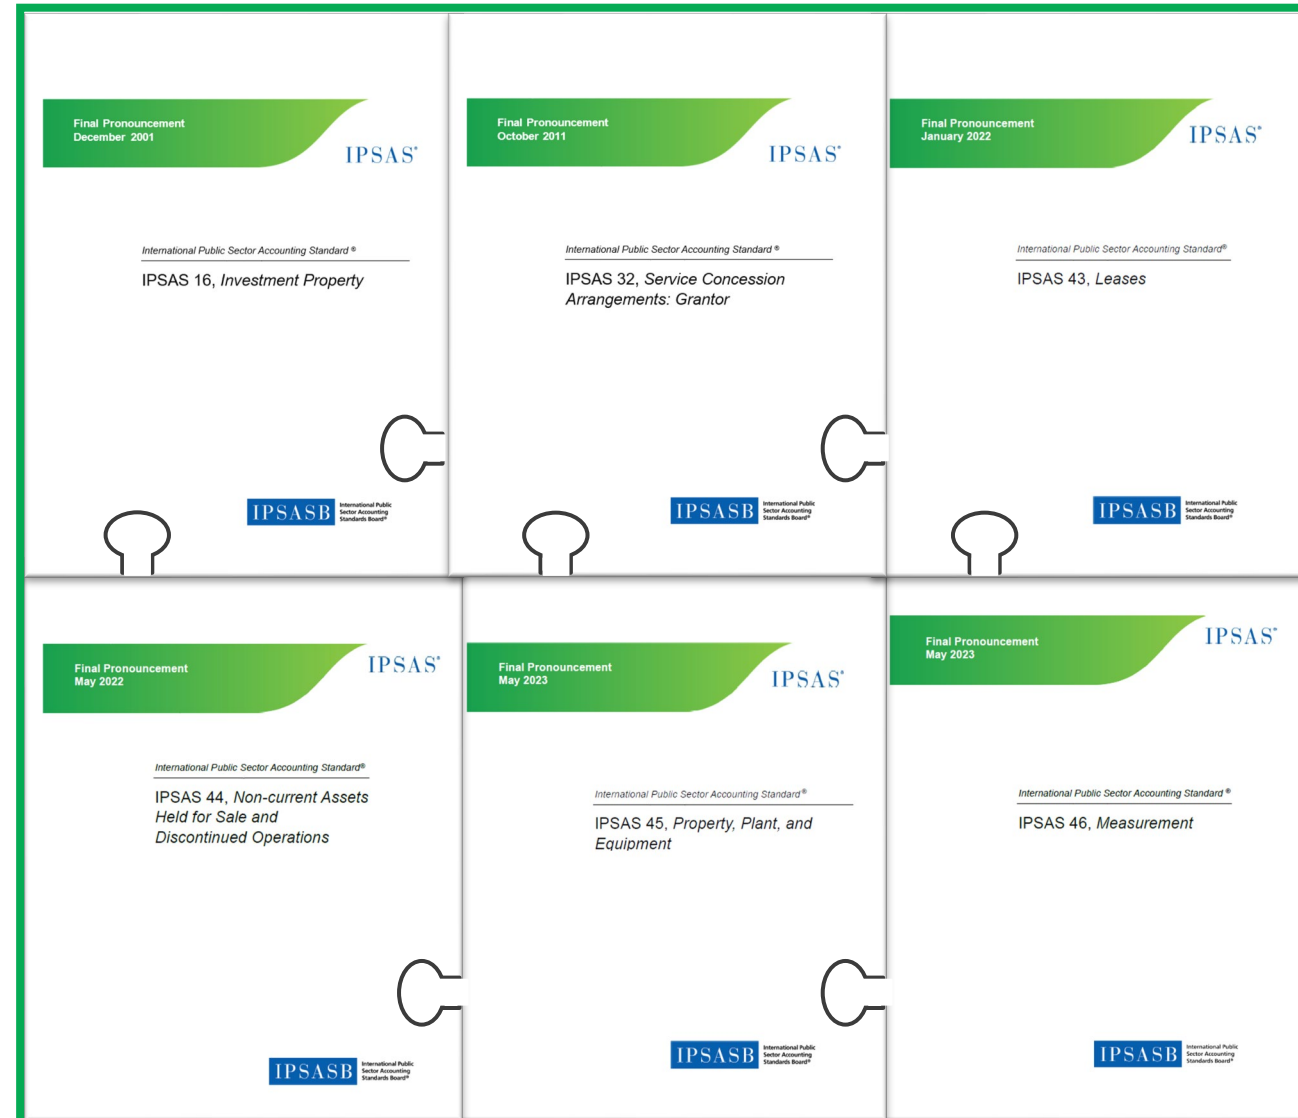 Final Pronouncement
December 2001
IPSAS®
International Public Sector Accounting Standard ®
IPSAS 16, Investment Property
IPSASB
International Public
Sector Accounting
Standards Board®
Final Pronouncement
October 2011
IPSAS®
International Public Sector Accounting Standard ®
IPSAS 32, Service Concession
Arrangements: Grantor
IPSASB
International Public
Sector Accounting
Standards Board®
Final Pronouncement
January 2022
IPSAS®
International Public Sector Accounting Standard®
IPSAS 43, Leases
IPSASB
International Public
Sector Accounting
Standards Board®
Final Pronouncement
May 2022
IPSAS®
International Public Sector Accounting Standard®
IPSAS 44, Non-current Assets
Held for Sale and
Discontinued Operations
IPSASB
International Public
Sector Accounting
Standards Board®
Final Pronouncement
May 2023
IPSAS®
International Public Sector Accounting Standard ®
IPSAS 45, Property, Plant, and
Equipment
IPSASB
International Public
Sector Accounting
Standards Board®
Final Pronouncement
May 2023
IPSAS®
International Public Sector Accounting Standard ®
IPSAS 46, Measurement
IPSASB
International Public
Sector Accounting
Standards Board®